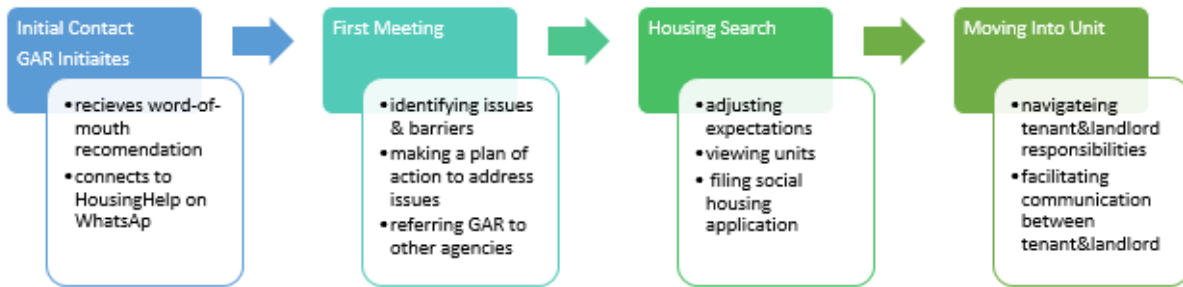 Initial Contact
GAR Initiaites
• recieves word-of-
mouth
recomendation
• connects to
HousingHelp on
WhatsAp
First Meeting
• identifying issues
& barriers
• making a plan of
action to address
issues
• referring GAR to
other agencies
Housing Search
• adjusting
expectations
• viewing units
• filing social
housing
application
Moving Into Unit
• navigateing
tenant&landlord
responsibilities
• facilitating
communication
between
tenant&landlord